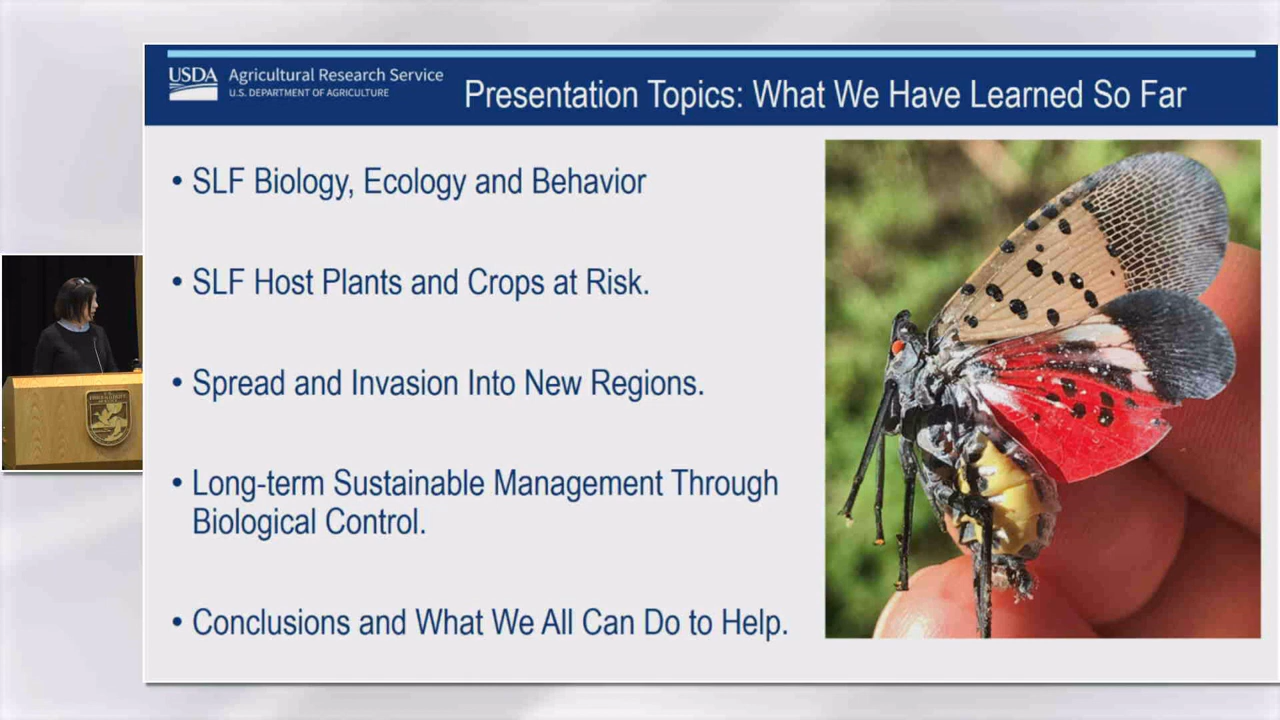 USDA Agricultural Research Service
U.S. DEPARTMENT OF AGRICULTURE
Presentation Topics: What We Have Learned So Far
• SLF Biology, Ecology and Behavior
• SLF Host Plants and Crops at Risk.
• Spread and Invasion Into New Regions.
• Long-term Sustainable Management Through
Biological Control.
• Conclusions and What We All Can Do to Help.